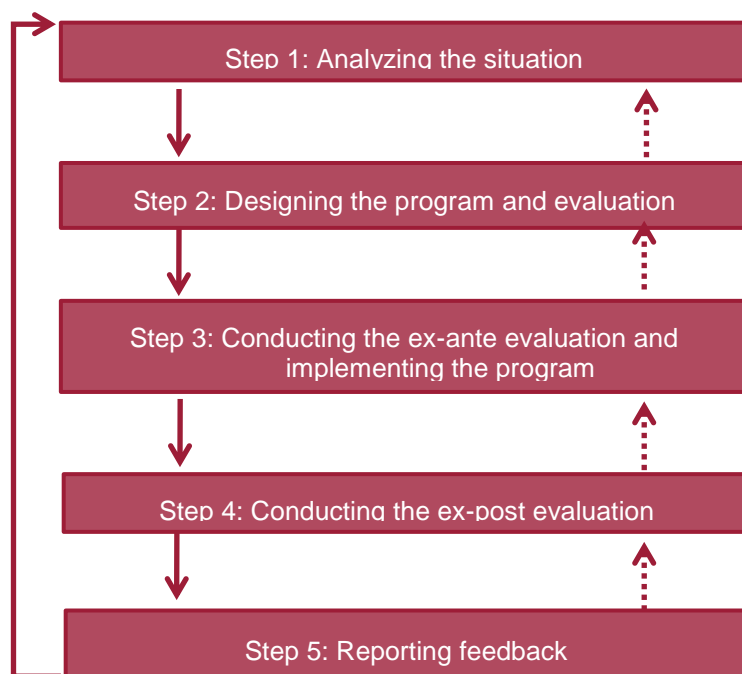 Step 1: Analyzing the situation
Step 2: Designing the program and evaluation
Step 3: Conducting the ex-ante evaluation and
implementing the program
Step 4: Conducting the ex-post evaluation
Step 5: Reporting feedback